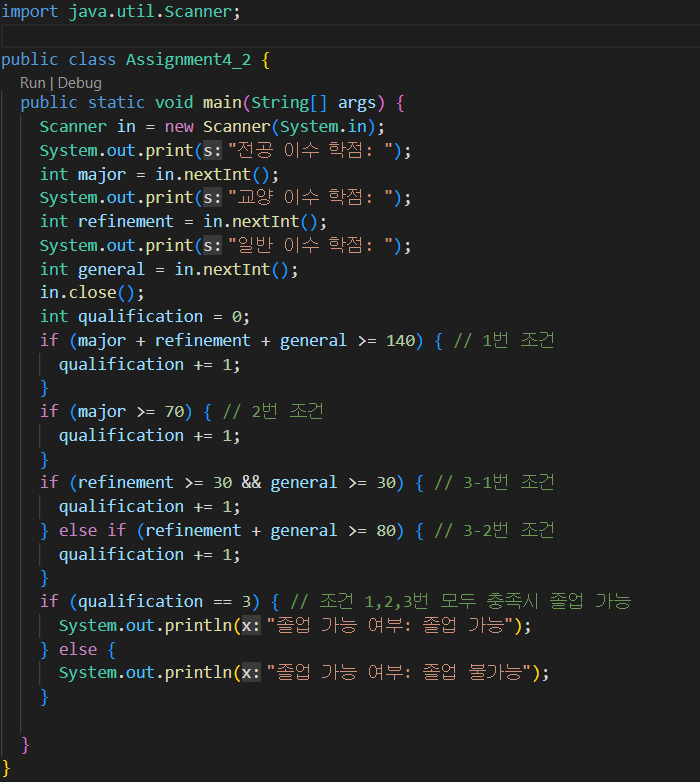 import java.util.Scanner;
public class Assignment4_2 {
Run | Debug
public static void main(String[] args) {
Scanner in = new Scanner(System.in);
System.out.print(s:"전공 이수 학점: ");
int major = in.nextInt();
System.out.print(s:"교양 이수 학점: ");
int refinement = in.nextInt();
System.out.print(s:"일반 이수 학점: ");
int general = in.nextInt();
in.close();
int qualification = 0;
if (major + refinement + general >= 140) { // 1번 조건
qualification += 1;
}
if (major >= 70) { // 2번 조건
qualification += 1;
}
if (refinement >= 30 && general >= 30) { // 3-1번 조건
qualification += 1;
} else if (refinement + general >= 80) { // 3-2번 조건
qualification += 1;
}
if (qualification == 3) { // 조건 1,2,3번 모두 충족시 졸업 가능
System.out.println(x:"졸업 가능 여부: 졸업 가능");
} else {
System.out.println(x:"졸업 가능 여부: 졸업 불가능");
}
}
}